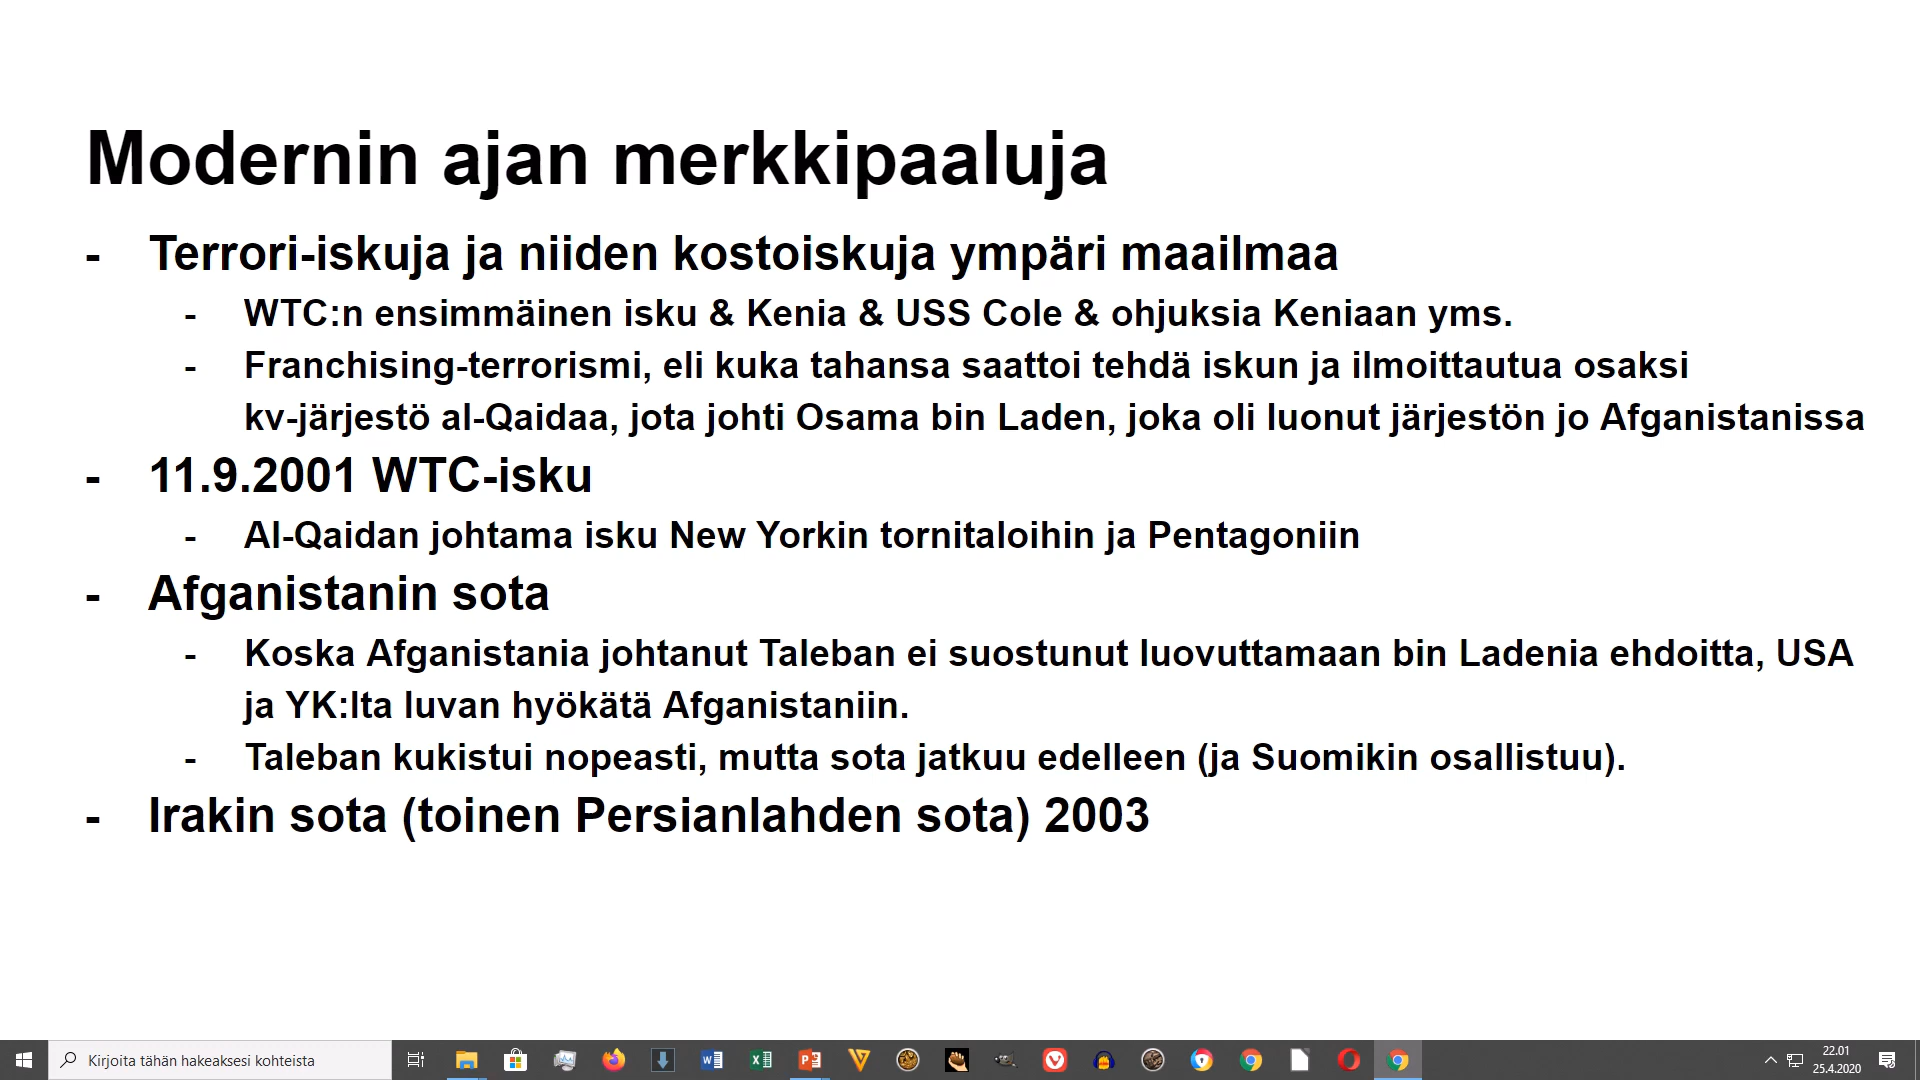 Modernin ajan merkkipaaluja
- Terrori-iskuja ja niiden kostoiskuja ympäri maailmaa
- WTC:n ensimmäinen isku & Kenia & USS Cole & ohjuksia Keniaan yms.
- Franchising-terrorismi, eli kuka tahansa saattoi tehdä iskun ja ilmoittautua osaksi
kv-järjestö al-Qaidaa, jota johti Osama bin Laden, joka oli luonut järjestön jo Afganistanissa
- 11.9.2001 WTC-isku
- Al-Qaidan johtama isku New Yorkin tornitaloihin ja Pentagoniin
- Afganistanin sota
- Koska Afganistania johtanut Taleban ei suostunut luovuttamaan bin Ladenia ehdoitta, USA
ja YK:lta luvan hyökätä Afganistaniin.
- Taleban kukistui nopeasti, mutta sota jatkuu edelleen (ja Suomikin osallistuu).
- Irakin sota (toinen Persianlahden sota) 2003
Kirjoita tähän hakeaksesi kohteista
22.01
25.4.2020